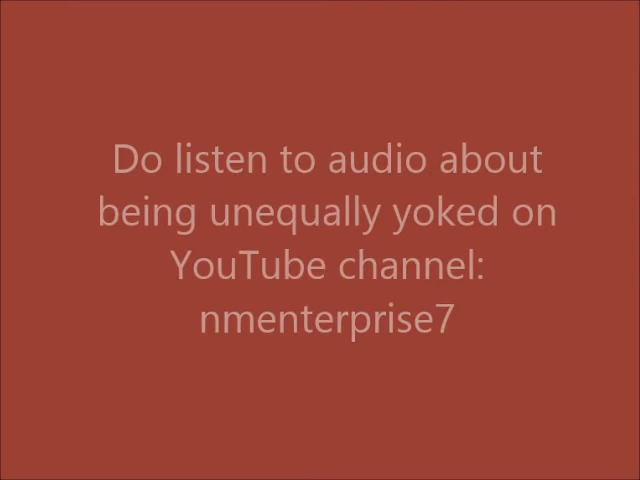 Do listen to audio about
being unequally yoked on
YouTube channel:
nmenterprise7